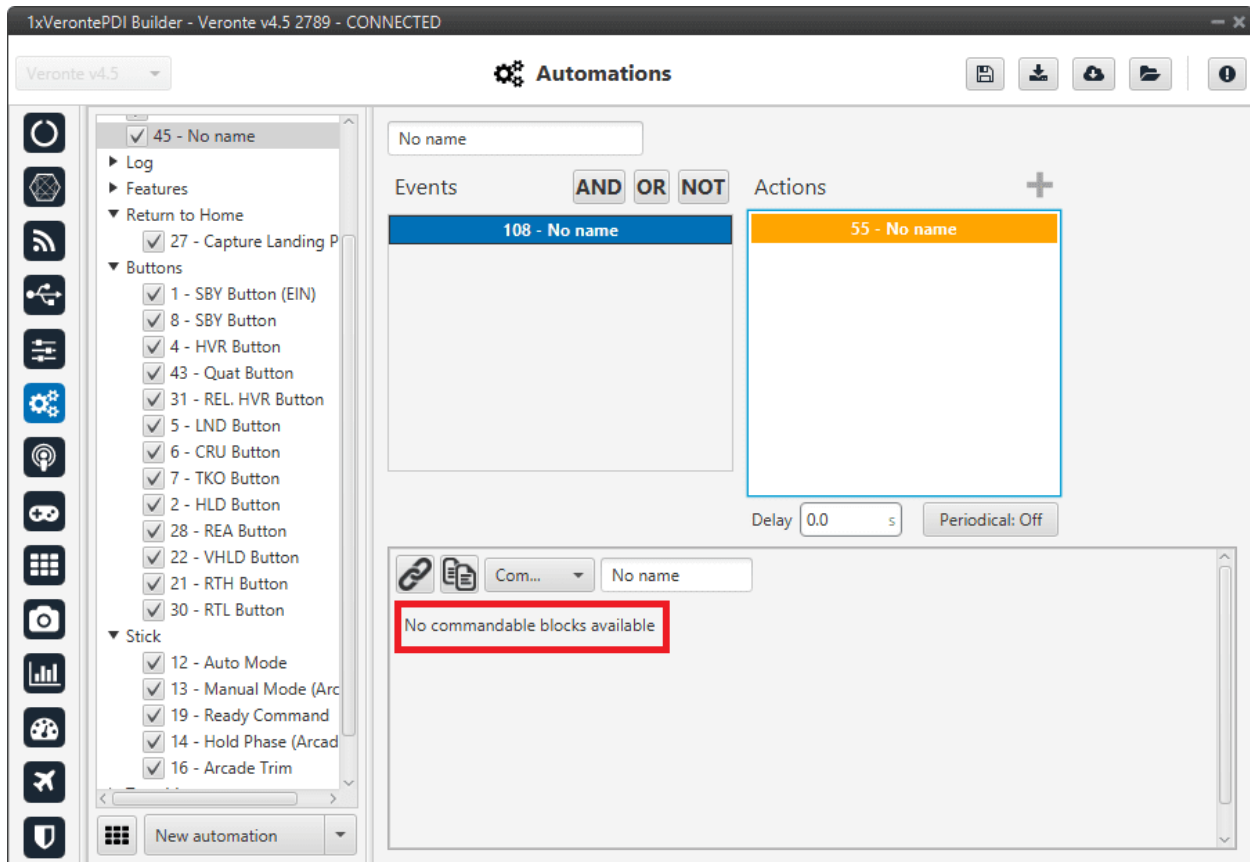 1xVerontePDI Builder - Veronte v4.5 2789 - CONNECTED
Veronte v4.5
Automations
45 - No name
Log
Features
Return to Home
27 - Capture Landing P
Buttons
1 - SBY Button (EIN)
8 - SBY Button
4 - HVR Button
43 - Quat Button
31 - REL. HVR Button
5 - LND Button
6 - CRU Button
7 - TKO Button
2 - HLD Button
28 - REA Button
22 - VHLD Button
21 - RTH Button
30 - RTL Button
Stick
12 - Auto Mode
13 - Manual Mode (Arc
19 - Ready Command
14 - Hold Phase (Arcad
16 - Arcade Trim
New automation
No name
Events AND OR NOT
108 - No name
Actions
55 - No name
Delay 0.0 s Periodical: Off
Com... No name
No commandable blocks available